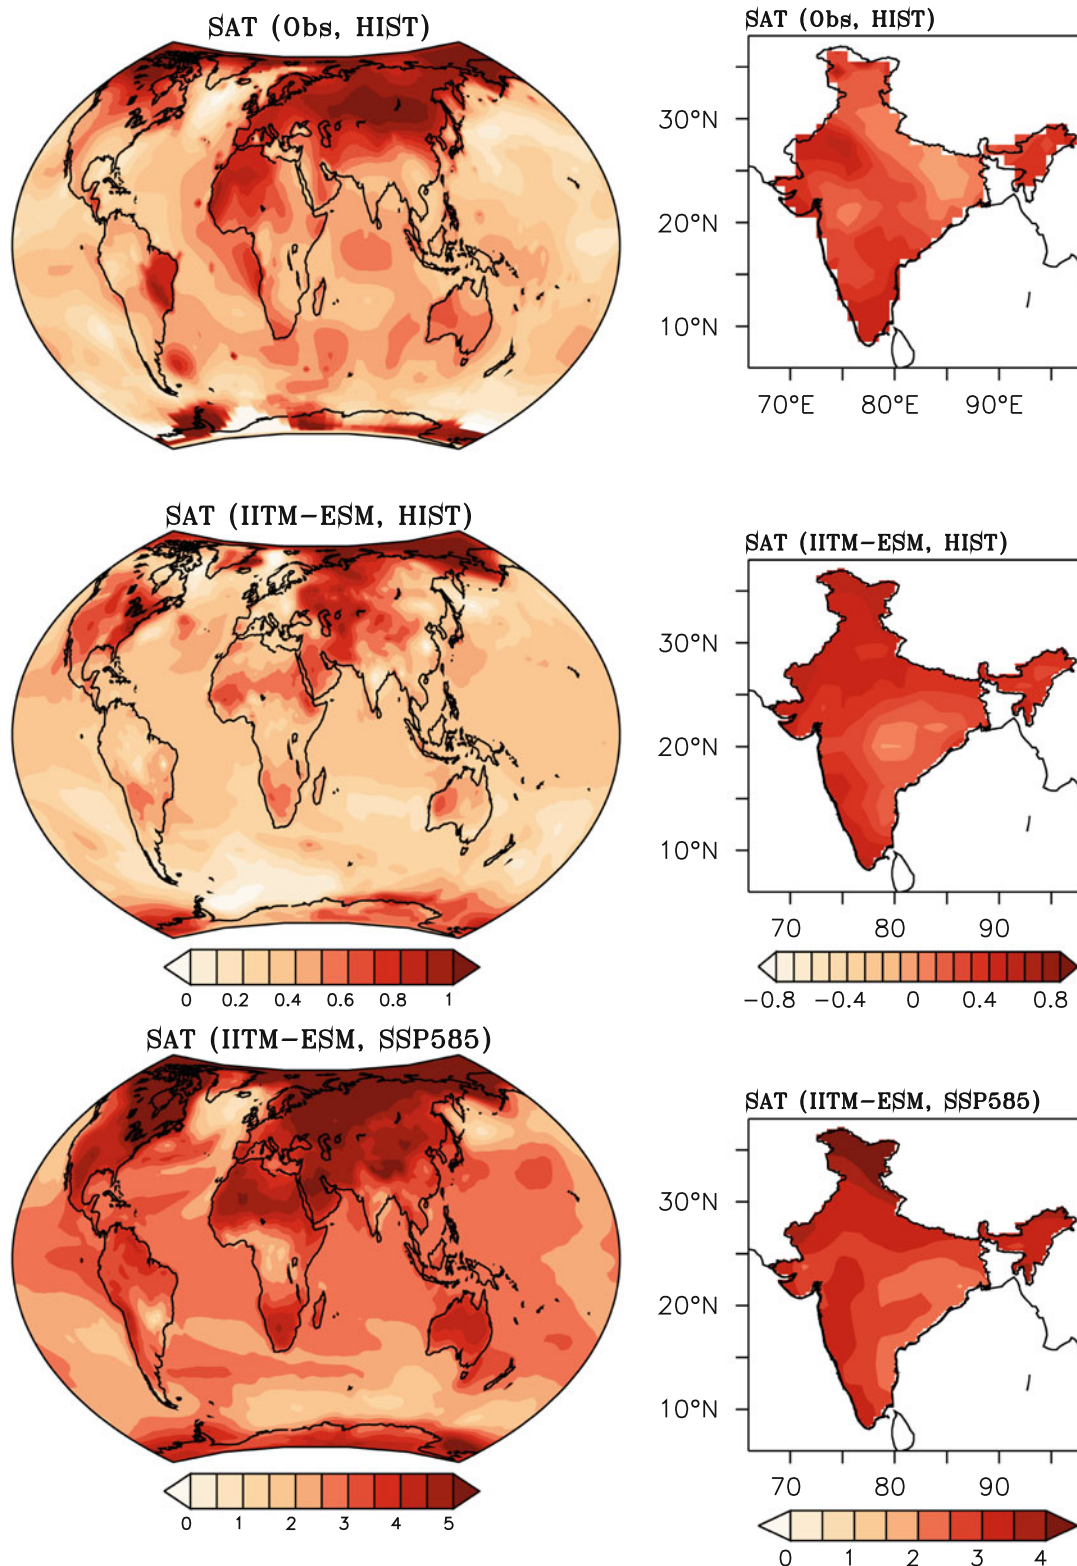 SAT (Obs, HIST)
SAT (Obs, HIST)
30°N
20°N
10°N
70°E 80°E 90°E
SAT (IITM-ESM, HIST)
SAT (IITM-ESM, HIST)
30°N
20°N
10°N
70 80 90
0 0.2 0.4 0.6 0.8 1
-0.8 -0.4 0 0.4 0.8
SAT (IITM-ESM, SSP585)
SAT (IITM-ESM, SSP585)
30°N
20°N
10°N
70 80 90
0 1 2 3 4 5
0 1 2 3 4